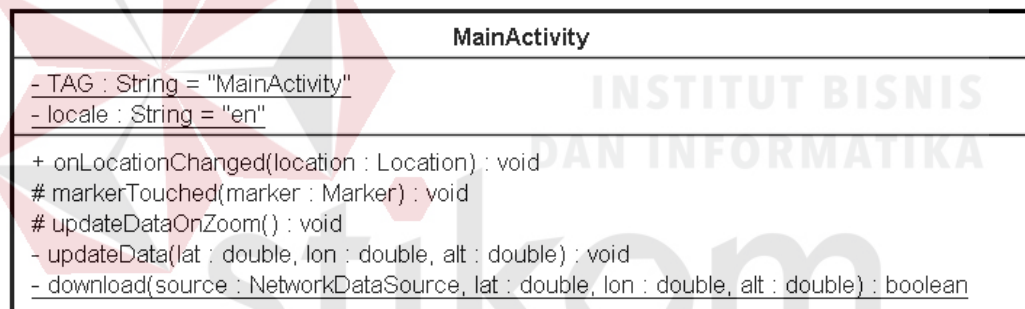 MainActivity
- TAG : String = "MainActivity"
- locale : String = "en"
+ onLocationChanged(location : Location) : void
# markerTouched(marker : Marker) : void
# updateDataOnZoom() : void
- updateData(lat : double, lon : double, alt : double) : void
- download(source : NetworkDataSource, lat : double, lon : double, alt : double) : boolean
INSTITUT BISNIS
DAN INFORMATIKA
stikom